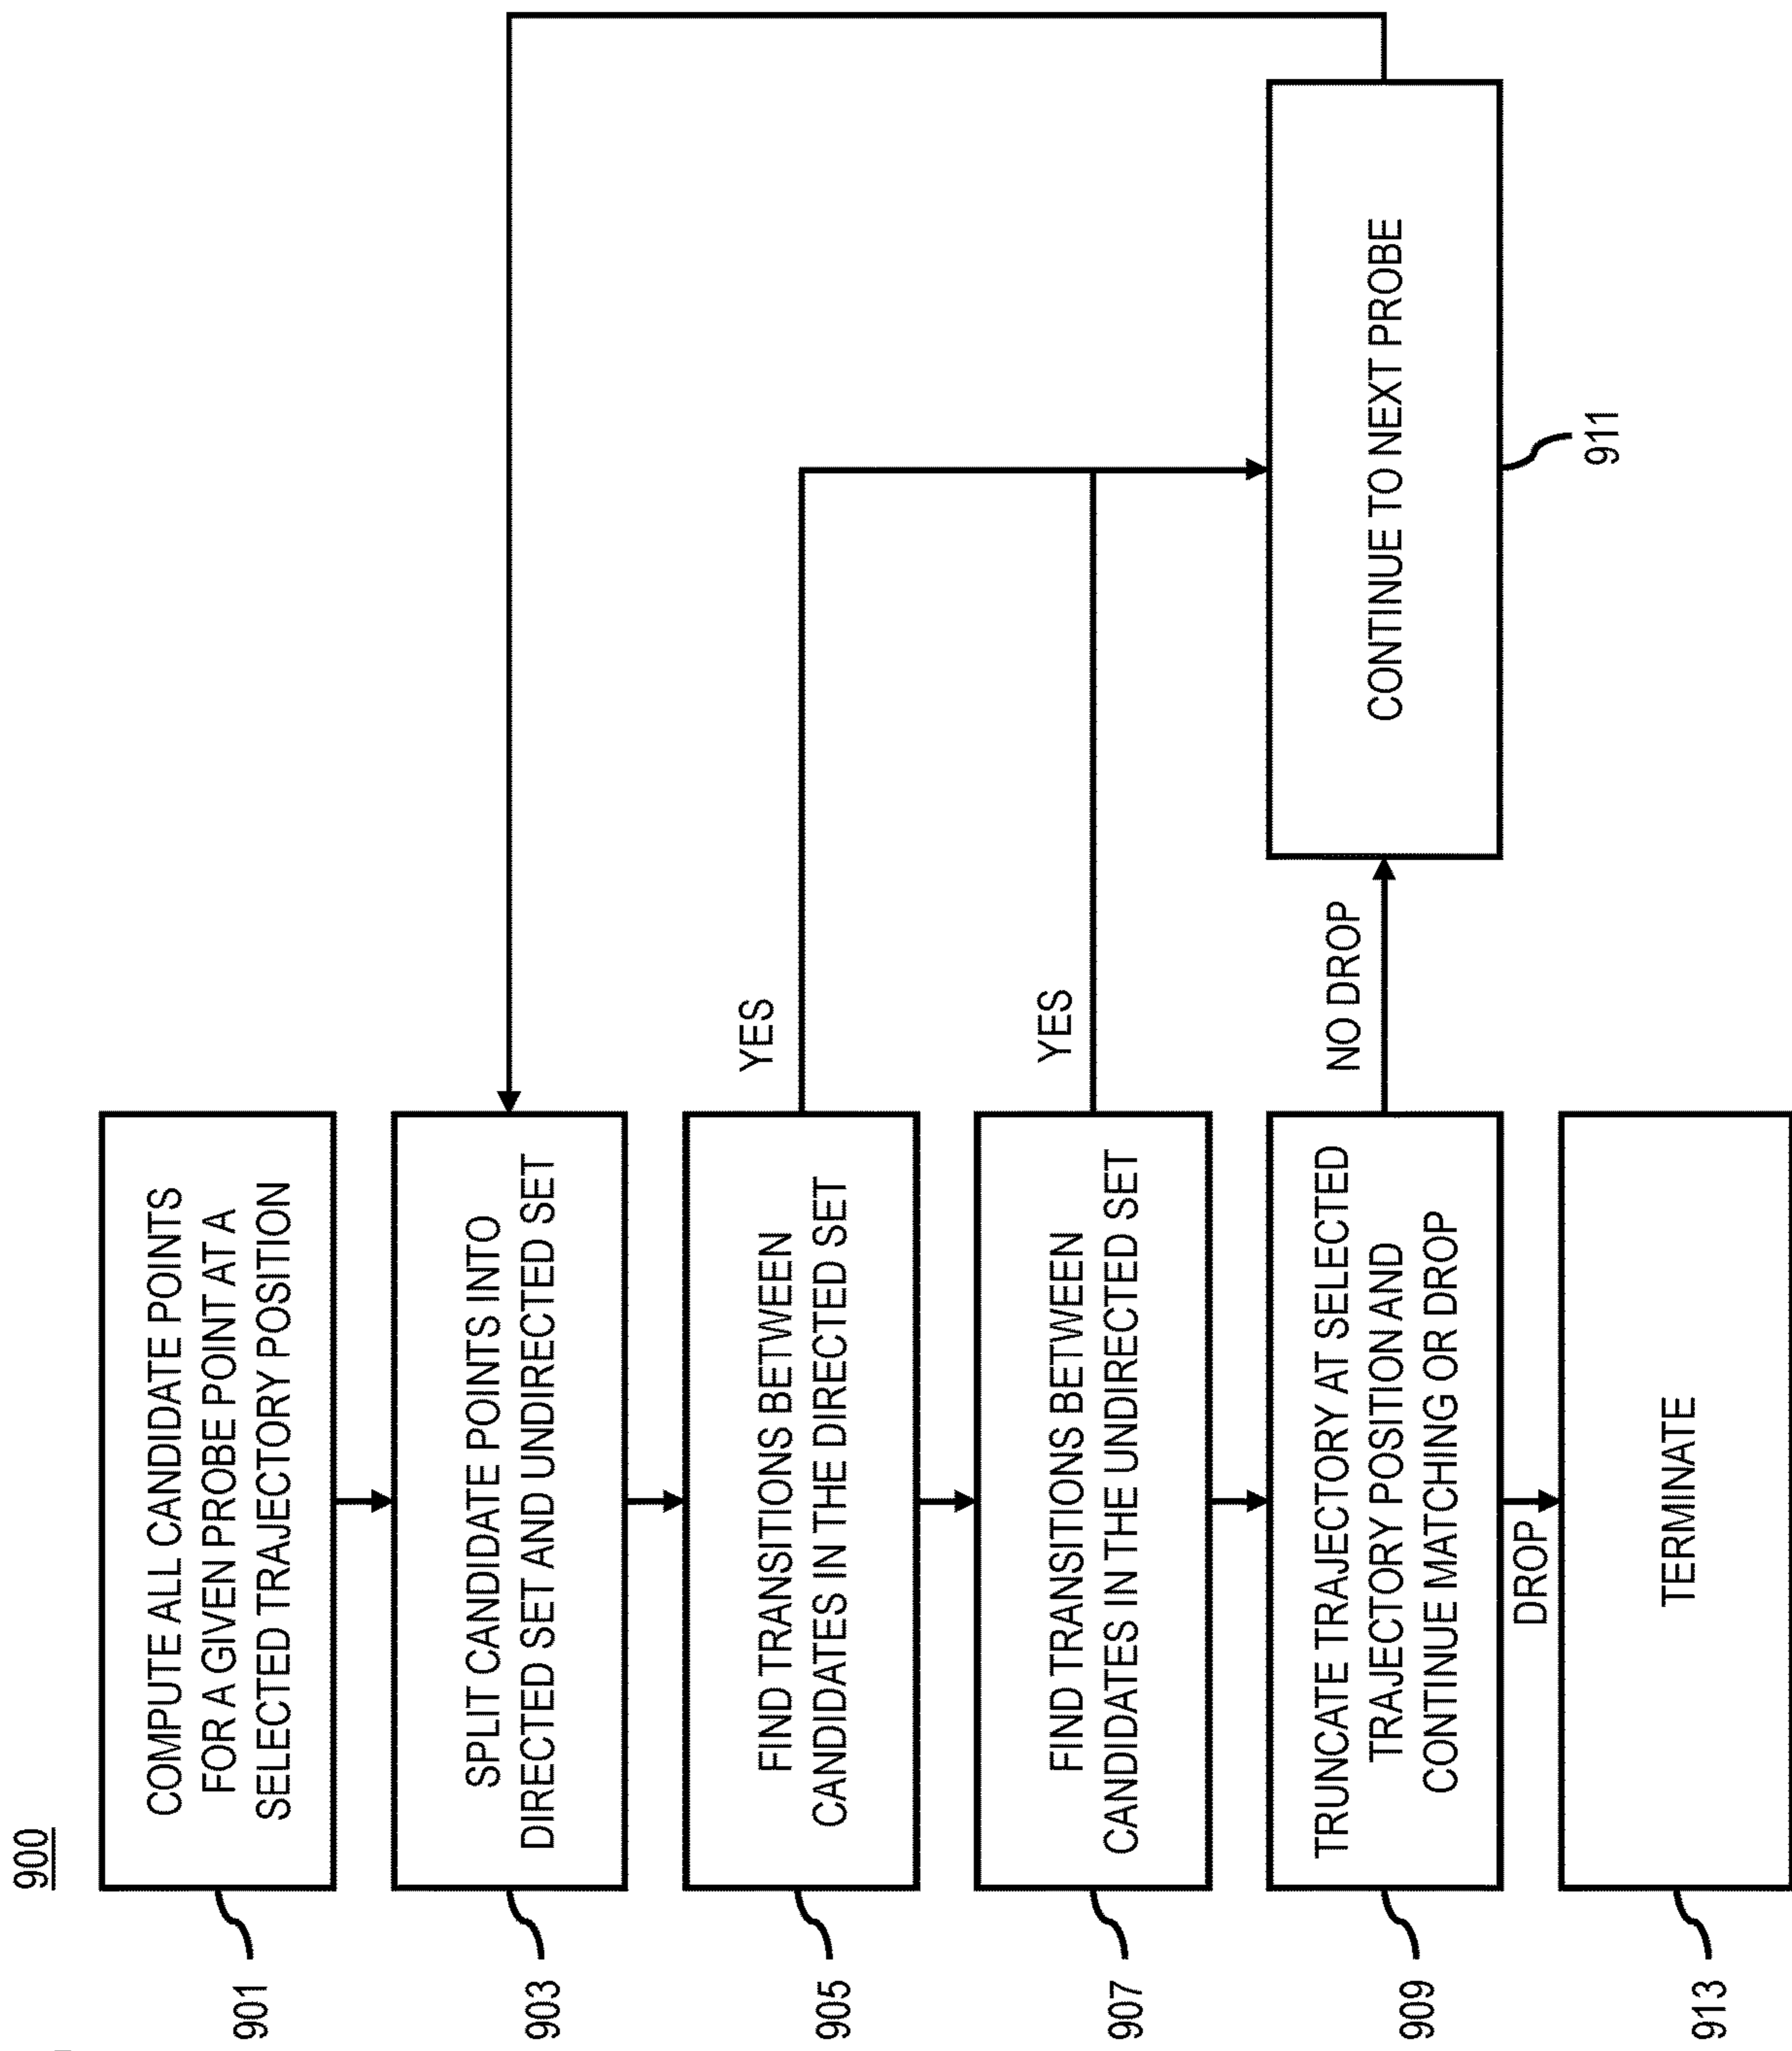 900
COMPUTE ALL CANDIDATE POINTS
FOR A GIVEN PROBE POINT AT A
SELECTED TRAJECTORY POSITION
901
SPLIT CANDIDATE POINTS INTO
DIRECTED SET AND UNDIRECTED SET
903
FIND TRANSITIONS BETWEEN
CANDIDATES IN THE DIRECTED SET
905
YES
FIND TRANSITIONS BETWEEN
CANDIDATES IN THE UNDIRECTED SET
907
YES
TRUNCATE TRAJECTORY AT SELECTED
TRAJECTORY POSITION AND
CONTINUE MATCHING OR DROP
909
NO DROP
CONTINUE TO NEXT PROBE
911
DROP
TERMINATE
913